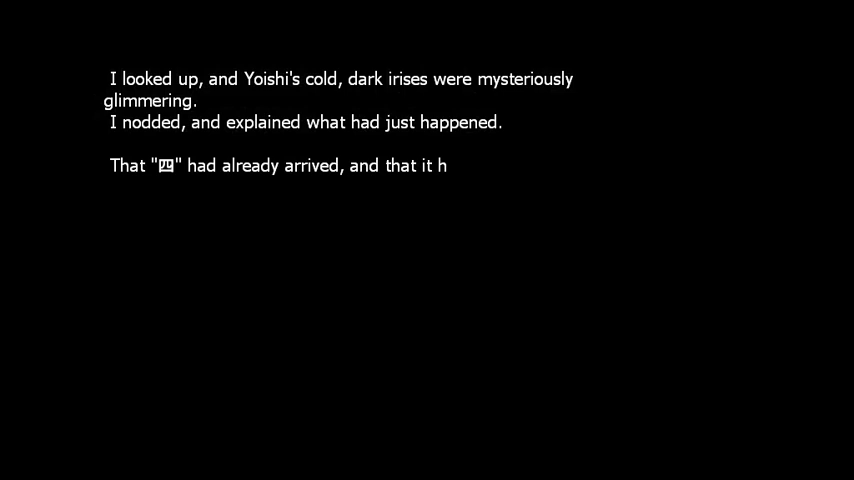 I looked up, and Yoishi's cold, dark irises were mysteriously
glimmering.
I nodded, and explained what had just happened.
That "四" had already arrived, and that it h